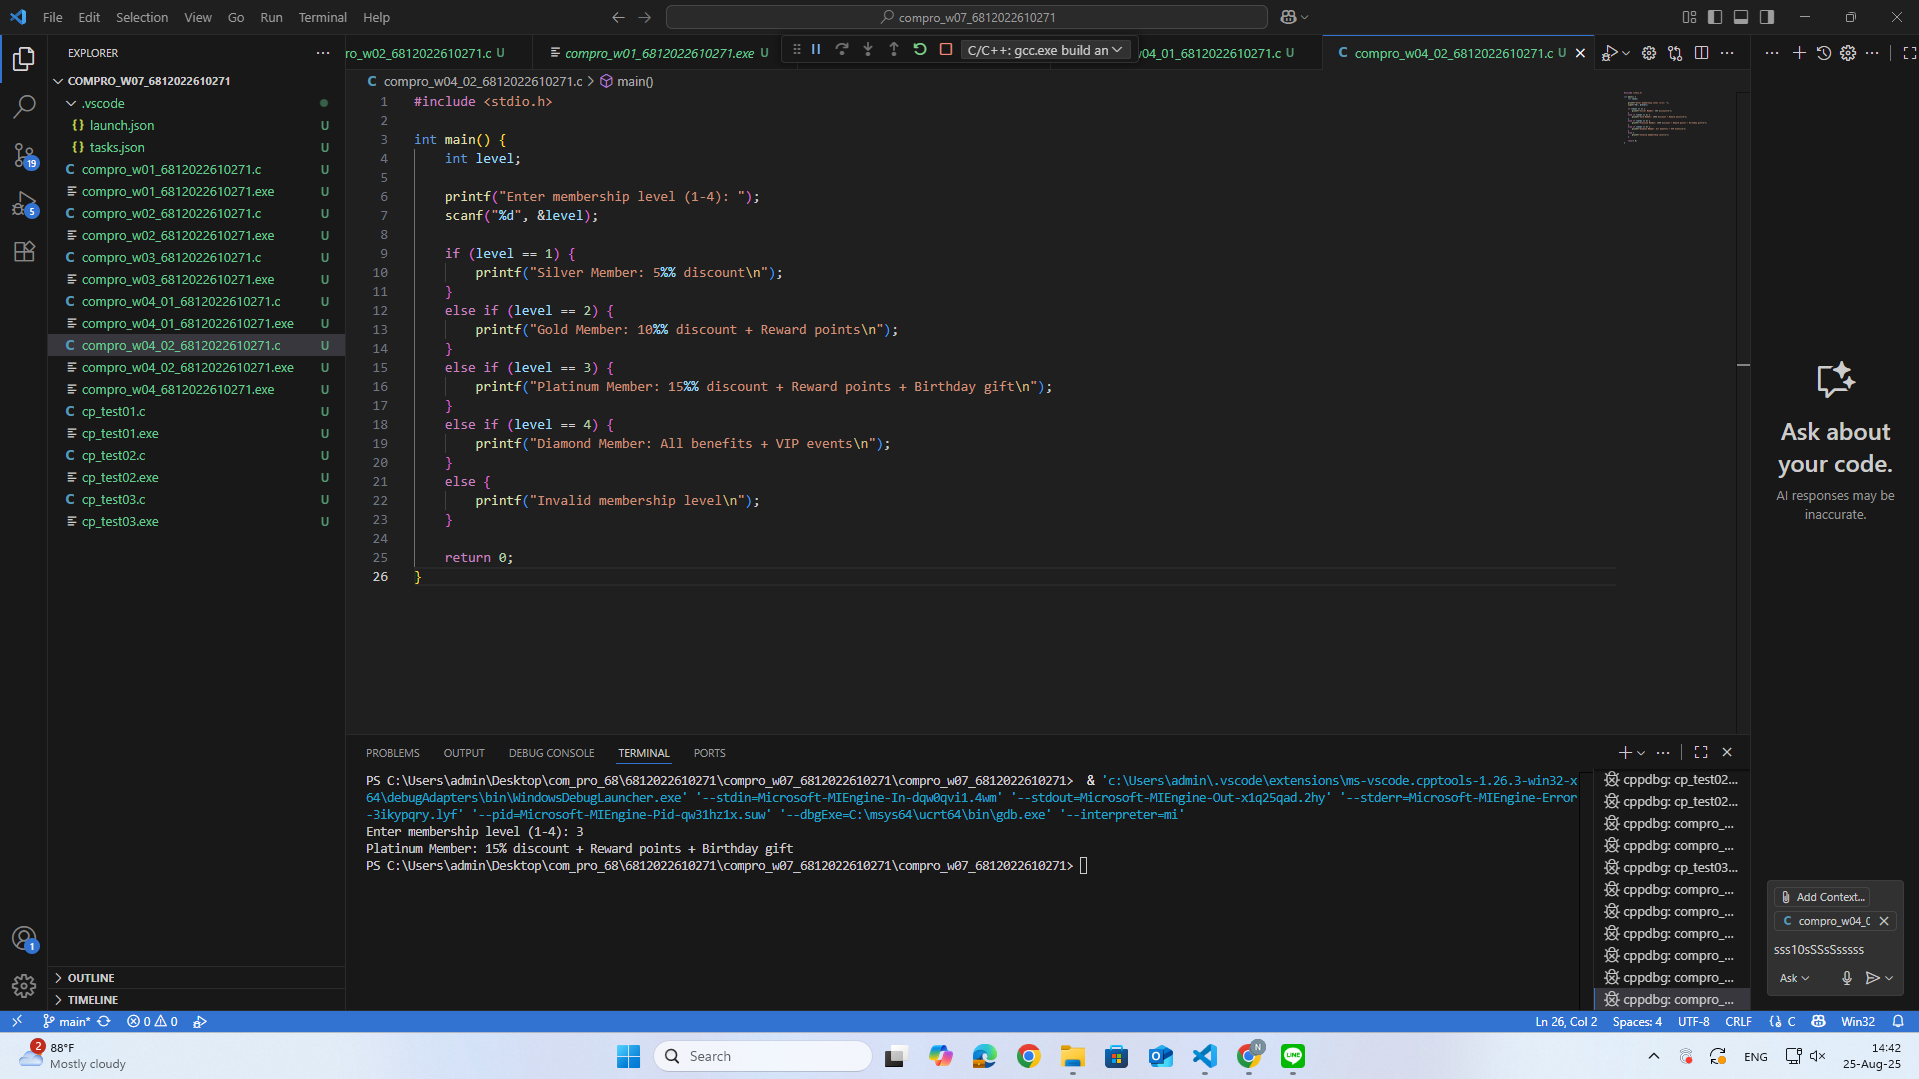 File Edit Selection View Go Run Terminal Help
compro_w07_6812022610271
EXPLORER
COMPRO_W07_6812022610271
.vscode
launch.json U
tasks.json U
compro_w01_6812022610271.c U
compro_w01_6812022610271.exe U
compro_w02_6812022610271.c U
compro_w02_6812022610271.exe U
compro_w03_6812022610271.c U
compro_w03_6812022610271.exe U
compro_w04_01_6812022610271.c U
compro_w04_01_6812022610271.exe U
compro_w04_02_6812022610271.c U
compro_w04_02_6812022610271.exe U
compro_w04_6812022610271.exe U
cp_test01.c U
cp_test01.exe U
cp_test02.c U
cp_test02.exe U
cp_test03.c U
cp_test03.exe U
OUTLINE
TIMELINE
19
5
1
ro_w02_6812022610271.c U
compro_w01_6812022610271.exe U
C/C++: gcc.exe build an
w04_01_6812022610271.c U
C compro_w04_02_6812022610271.c U
C compro_w04_02_6812022610271.c > main()
1 #include <stdio.h>
2
3 int main() {
4 int level;
5
6 printf("Enter membership level (1-4): ");
7 scanf("%d", &level);
8
9 if (level == 1) {
10 printf("Silver Member: 5%% discount\n");
11 }
12 else if (level == 2) {
13 printf("Gold Member: 10%% discount + Reward points\n");
14 }
15 else if (level == 3) {
16 printf("Platinum Member: 15%% discount + Reward points + Birthday gift\n");
17 }
18 else if (level == 4) {
19 printf("Diamond Member: All benefits + VIP events\n");
20 }
21 else {
22 printf("Invalid membership level\n");
23 }
24
25 return 0;
26 }
PROBLEMS OUTPUT DEBUG CONSOLE TERMINAL PORTS
PS C:\Users\admin\Desktop\com_pro_68\6812022610271\compro_w07_6812022610271\compro_w07_6812022610271> & 'c:\Users\admin\.vscode\extensions\ms-vscode.cpptools-1.26.3-win32-x
64\debugAdapters\bin\WindowsDebugLauncher.exe' '--stdin=Microsoft-MIEngine-In-dqw0qvi1.4wm' '--stdout=Microsoft-MIEngine-Out-x1q25qad.2hy' '--stderr=Microsoft-MIEngine-Error
-3ikypqry.lyf' '--pid=Microsoft-MIEngine-Pid-qw31hz1x.suw' '--dbgExe=C:\msys64\ucrt64\bin\gdb.exe' '--interpreter=mi'
Enter membership level (1-4): 3
Platinum Member: 15% discount + Reward points + Birthday gift
PS C:\Users\admin\Desktop\com_pro_68\6812022610271\compro_w07_6812022610271\compro_w07_6812022610271>
cppdbg: cp_test02...
cppdbg: cp_test02...
cppdbg: compro_...
cppdbg: compro_...
cppdbg: cp_test03...
cppdbg: compro_...
cppdbg: compro_...
cppdbg: compro_...
cppdbg: compro_...
cppdbg: compro_...
cppdbg: compro_...
Ask about
your code.
AI responses may be
inaccurate.
Add Context...
C compro_w04_0
sss10sSSsSsssss
Ask
main* 0 0
Ln 26, Col 2 Spaces: 4 UTF-8 CRLF {} C Win32
2
88°F
Mostly cloudy
Search
N
LINE
ENG
14:42
25-Aug-25